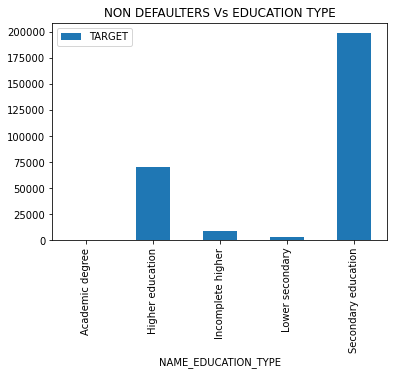 NON DEFAULTERS Vs EDUCATION TYPE
TARGET
200000
175000
150000
125000
100000
75000
50000
25000
0
Academic degree
Higher education
Incomplete higher
Lower secondary
Secondary education
NAME_EDUCATION_TYPE